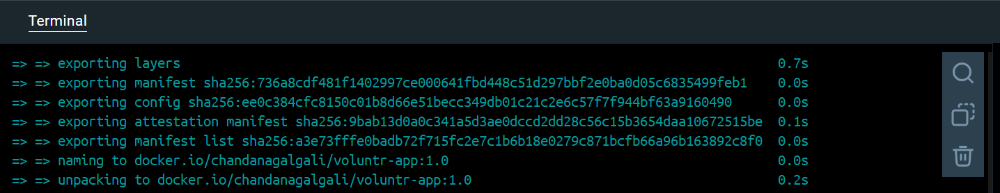 Terminal
=> => exporting layers 0.7s
=> => exporting manifest sha256:736a8cdf481f1402997ce000641fbd448c51d297bbf2e0ba0d05c6835499feb1 0.0s
=> => exporting config sha256:ee0c384cfc8150c01b8d66e51becc349db01c21c2e6c57f7f944bf63a9160490 0.0s
=> => exporting attestation manifest sha256:9bab13d0a0c341a5d3ae0dccd2dd28c56c15b3654daa10672515be 0.1s
=> => exporting manifest list sha256:a3e73fffe0badb72f715fc2e7c1b6b18e0279c871bcfb66a96b163892c8f0 0.0s
=> => naming to docker.io/chandanagalgali/voluntr-app:1.0 0.0s
=> => unpacking to docker.io/chandanagalgali/voluntr-app:1.0 0.2s